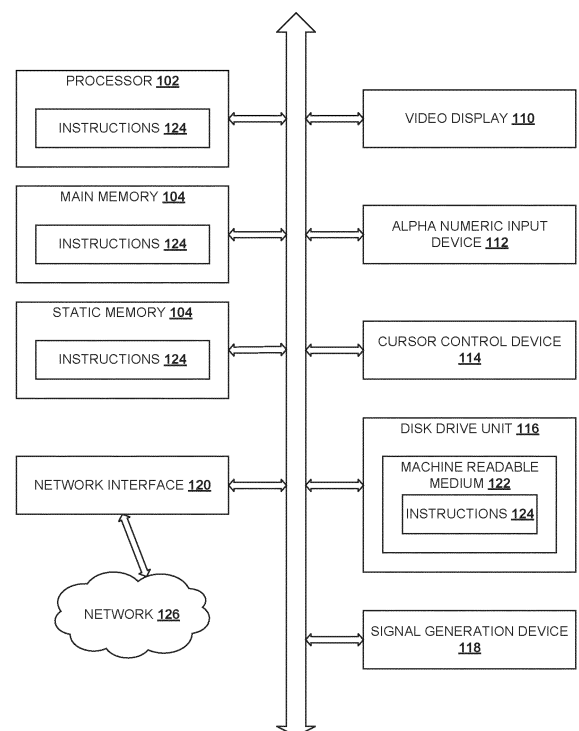 PROCESSOR 102
INSTRUCTIONS 124
MAIN MEMORY 104
INSTRUCTIONS 124
STATIC MEMORY 104
INSTRUCTIONS 124
NETWORK INTERFACE 120
NETWORK 126
VIDEO DISPLAY 110
ALPHA NUMERIC INPUT
DEVICE 112
CURSOR CONTROL DEVICE
114
DISK DRIVE UNIT 116
MACHINE READABLE
MEDIUM 122
INSTRUCTIONS 124
SIGNAL GENERATION DEVICE
118